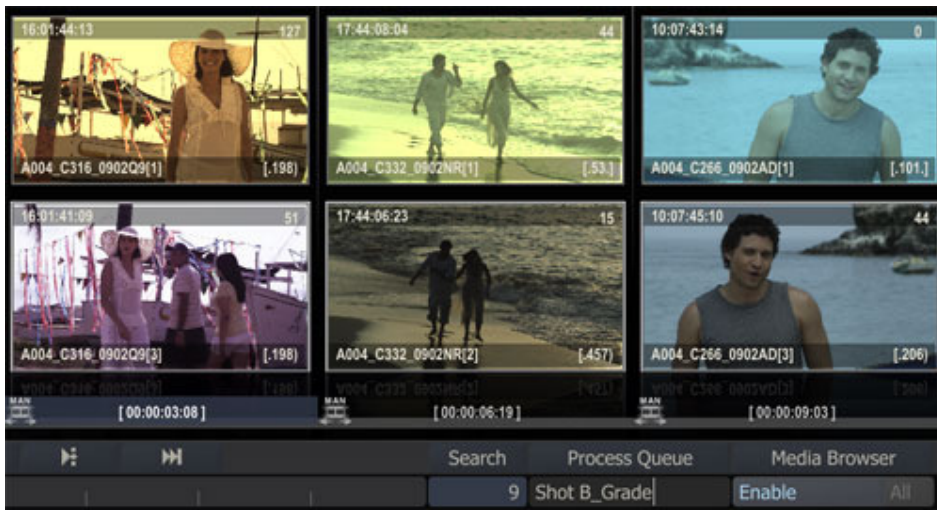 16:01:44:13 127
17:44:08:04 44
10:07:43:14 0
A004_C316_0902Q9[1] [.198)
A004_C332_0902NR[1] [.53.]
A004_C266_0902AD[1] [.101.]
16:01:41:09 51
17:44:06:23 15
10:07:45:10 44
A004_C316_0902Q9[3] [.198)
A004_C332_0902NR[2] [.457)
A004_C266_0902AD[3] [.206)
MAN [ 00:00:03:08 ]
MAN [ 00:00:06:19 ]
MAN [ 00:00:09:03 ]
Search Process Queue Media Browser
9 Shot B_Grade Enable All